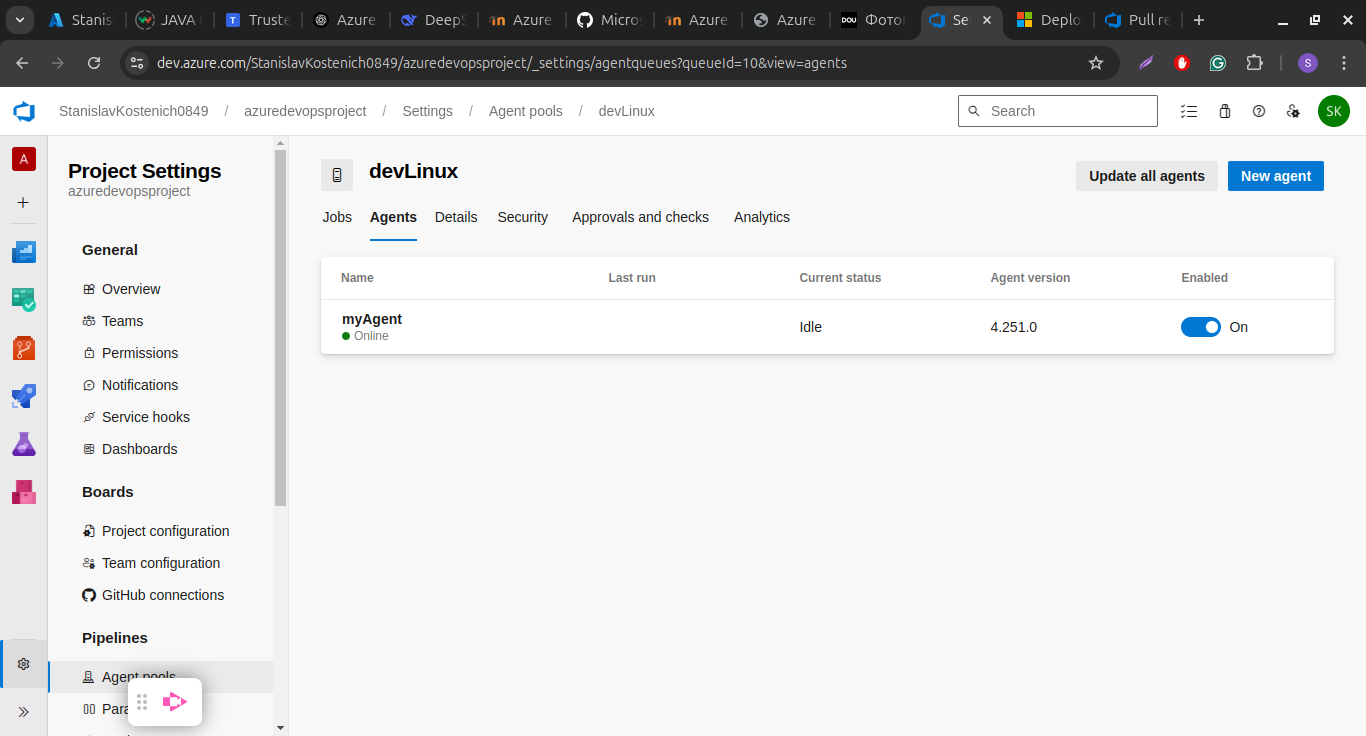 Stanis
JAVA
Truste
Azure
DeepS
Azure
Micros
Azure
Azure
DOU
Фотор
Se
Deplo
Pull re
dev.azure.com/StanislavKostenich0849/azuredevopsproject/_settings/agentqueues?queueId=10&view=agents
S
StanislavKostenich0849 / azuredevopsproject / Settings / Agent pools / devLinux
Search
SK
A
Project Settings
azuredevopsproject
General
Overview
Teams
Permissions
Notifications
Service hooks
Dashboards
Boards
Project configuration
Team configuration
GitHub connections
Pipelines
Agent pools
Para
devLinux
Update all agents
New agent
Jobs Agents Details Security Approvals and checks Analytics
Name Last run Current status Agent version Enabled
myAgent
Online
Idle 4.251.0 On